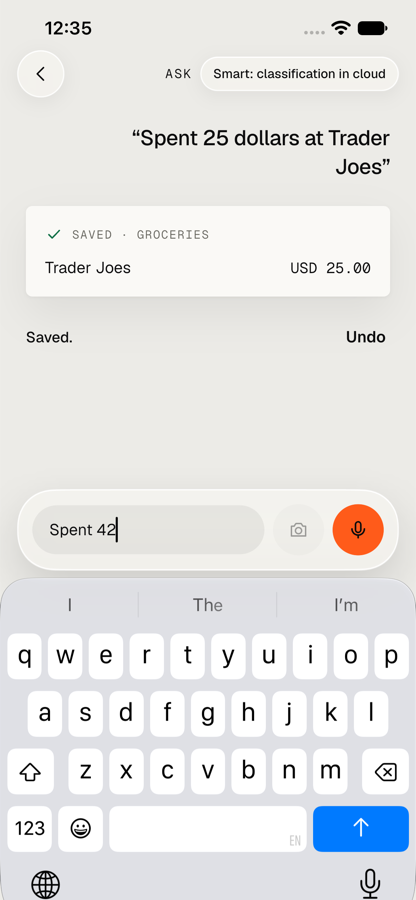 12:35
ASK
Smart: classification in cloud
“Spent 25 dollars at Trader
Joes”
SAVED · GROCERIES
Trader Joes USD 25.00
Saved. Undo
Spent 42
I The I’m
q w e r t y u i o p
a s d f g h j k l
z x c v b n m
123 EN